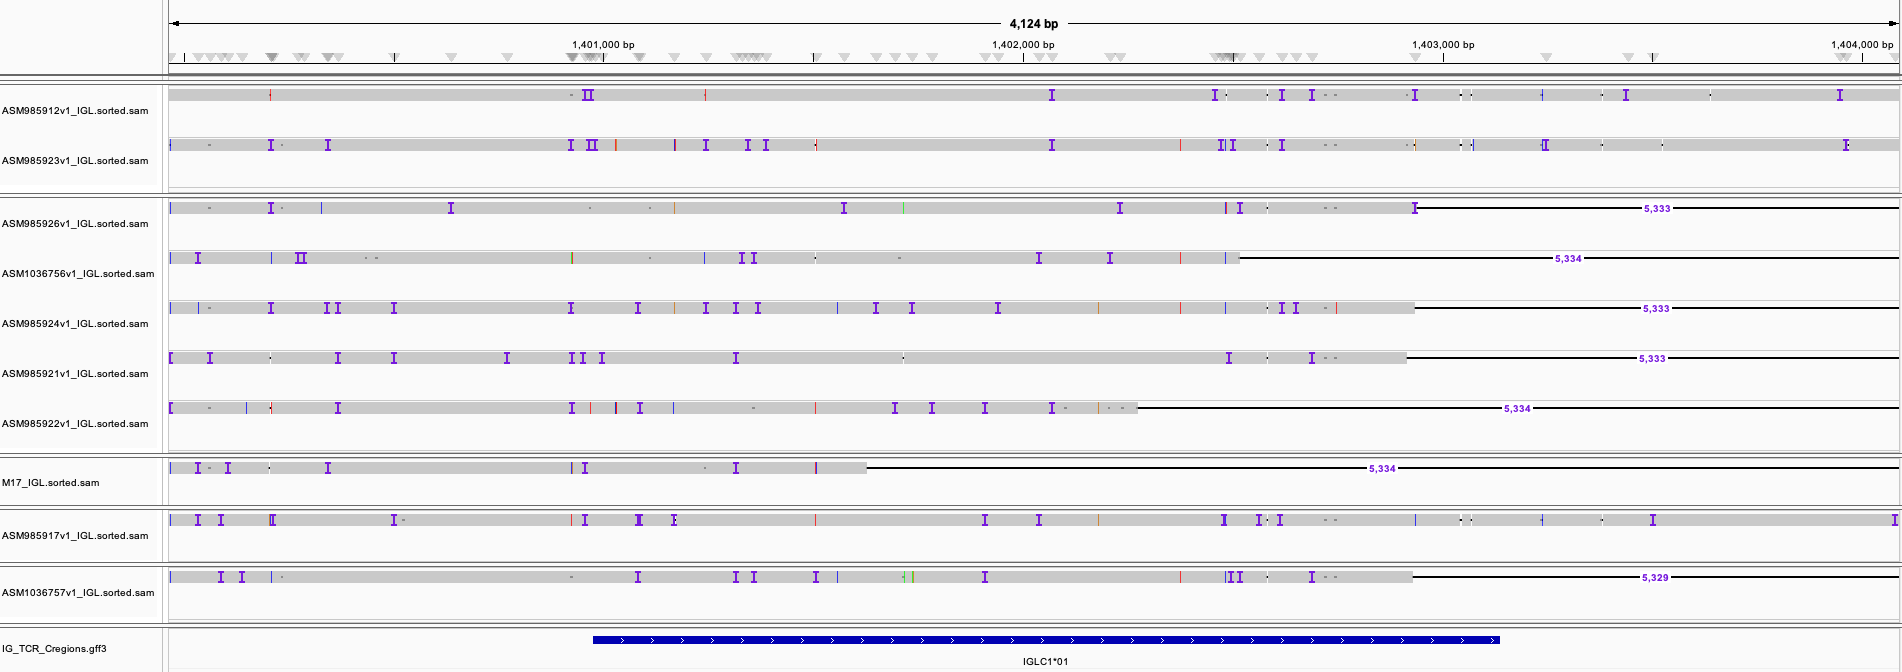 4,124 bp
1,401,000 bp 1,402,000 bp 1,403,000 bp 1,404,000 bp
ASM985912v1_IGL.sorted.sam
ASM985923v1_IGL.sorted.sam
5,333
ASM985926v1_IGL.sorted.sam
5,334
ASM1036756v1_IGL.sorted.sam
5,333
ASM985924v1_IGL.sorted.sam
5,333
ASM985921v1_IGL.sorted.sam
5,334
ASM985922v1_IGL.sorted.sam
5,334
M17_IGL.sorted.sam
ASM985917v1_IGL.sorted.sam
5,329
ASM1036757v1_IGL.sorted.sam
IG_TCR_Cregions.gff3
IGLC1*01